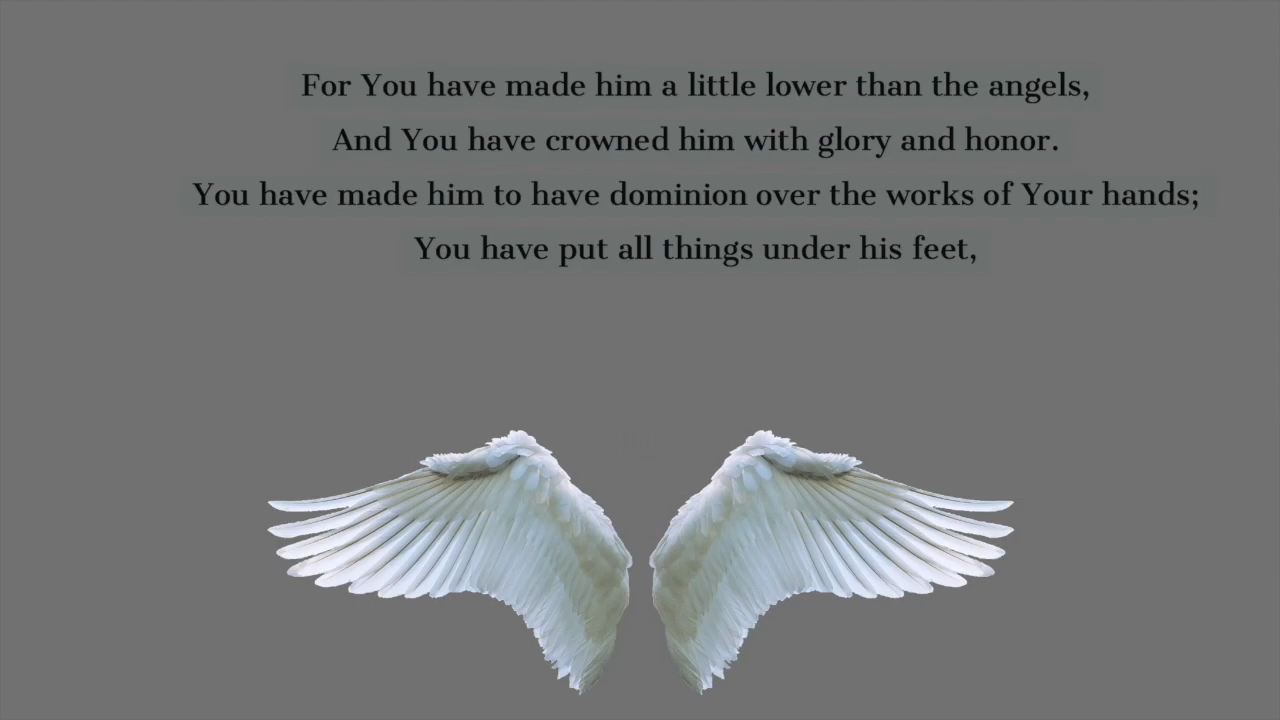 For You have made him a little lower than the angels,
And You have crowned him with glory and honor.
You have made him to have dominion over the works of Your hands;
You have put all things under his feet,